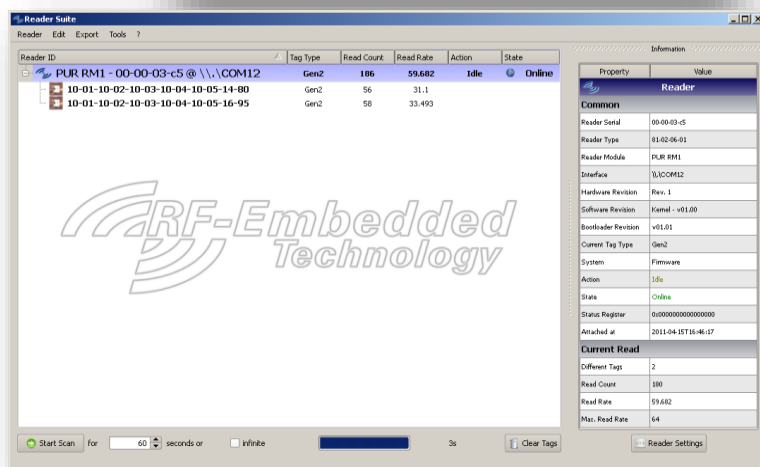 Reader Suite
Reader Edit Export Tools ?
Reader ID Tag Type Read Count Read Rate Action State
PUR RM1 - 00-00-03-c5 @ \\.\COM12 Gen2 186 59.682 Idle Online
10-01-10-02-10-03-10-04-10-05-14-80 Gen2 56 31.1
10-01-10-02-10-03-10-04-10-05-16-95 Gen2 58 33.493
RF-Embedded
Technology
Start Scan for 60 seconds or infinite 3s Clear Tags
Information
Property Value
Reader
Common
Reader Serial 00-00-03-c5
Reader Type 81-02-06-01
Reader Module PUR RM1
Interface \\.\COM12
Hardware Revision Rev. 1
Software Revision Kernel - v01.00
Bootloader Revision v01.01
Current Tag Type Gen2
System Firmware
Action Idle
State Online
Status Register 0x0000000000000000
Attached at 2011-04-15T16:46:17
Current Read
Different Tags 2
Read Count 180
Read Rate 59.682
Max. Read Rate 64
Reader Settings